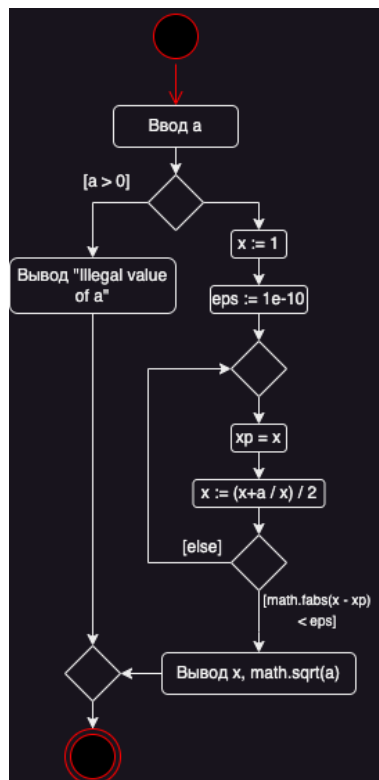 Ввод a
[a > 0]
x := 1
Вывод "Illegal value
of a"
eps := 1e-10
xp = x
x := (x+a / x) / 2
[else]
[math.fabs(x - xp)
< eps]
Вывод x, math.sqrt(a)